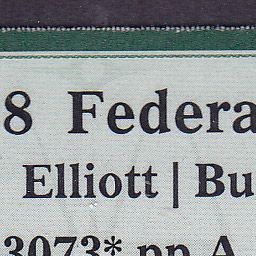 8 Federa
Elliott | Bu
3073* pp A